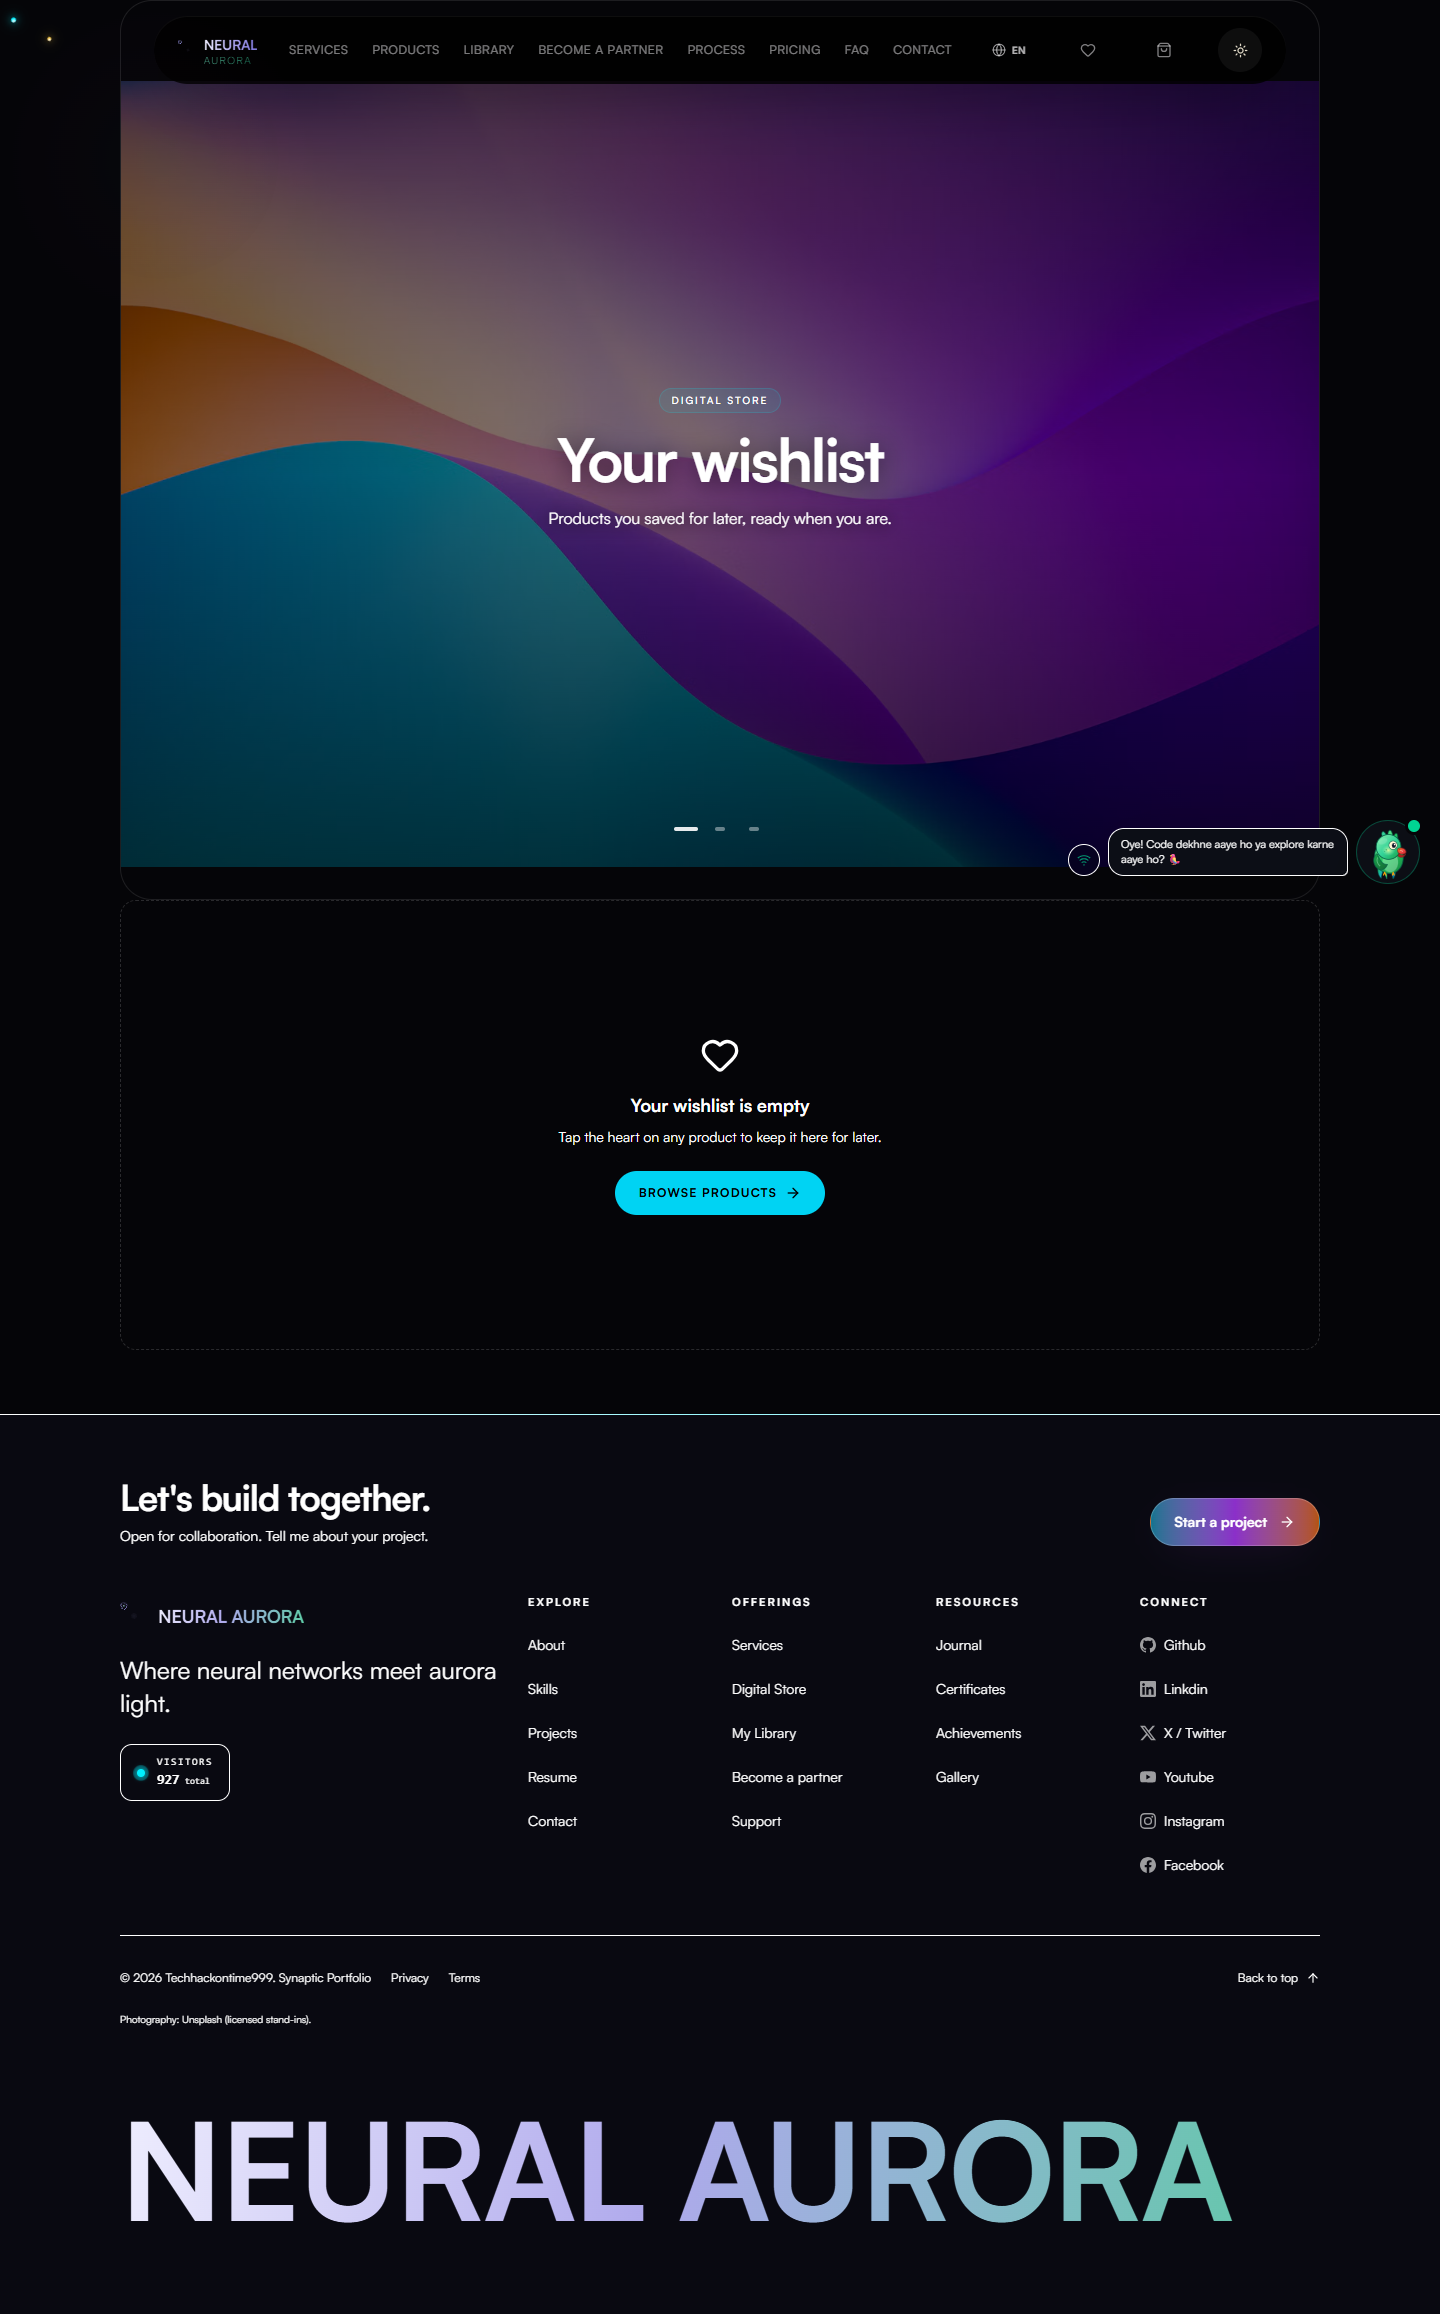 NEURAL
AURORA
SERVICES PRODUCTS LIBRARY BECOME A PARTNER PROCESS PRICING FAQ CONTACT EN
DIGITAL STORE
Your wishlist
Products you saved for later, ready when you are.
Oye! Code dekhne aaye ho ya explore karne
aaye ho? 🦜
Your wishlist is empty
Tap the heart on any product to keep it here for later.
BROWSE PRODUCTS →
Let's build together.
Open for collaboration. Tell me about your project.
Start a project →
NEURAL AURORA
Where neural networks meet aurora
light.
VISITORS
927 total
EXPLORE
About
Skills
Projects
Resume
Contact
OFFERINGS
Services
Digital Store
My Library
Become a partner
Support
RESOURCES
Journal
Certificates
Achievements
Gallery
CONNECT
Github
Linkdin
X / Twitter
Youtube
Instagram
Facebook
© 2026 Techhackontime999. Synaptic Portfolio Privacy Terms
Back to top ↑
Photography: Unsplash (licensed stand-ins).
NEURAL AURORA